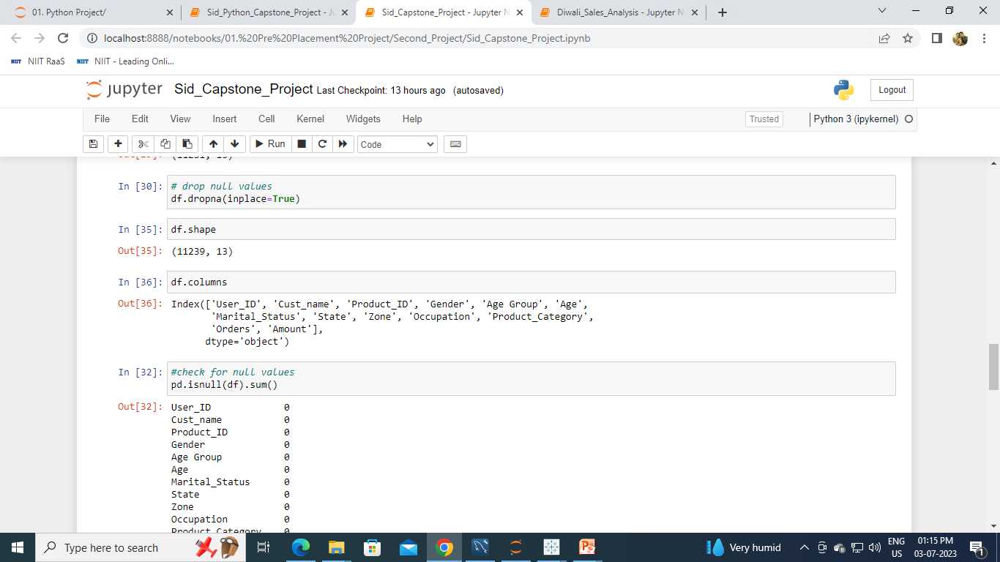 01. Python Project/
Sid_Python_Capstone_Project - Ju
Sid_Capstone_Project - Jupyter N
Diwali_Sales_Analysis - Jupyter N
localhost:8888/notebooks/01.%20Pre%20Placement%20Project/Second_Project/Sid_Capstone_Project.ipynb
NIIT NIIT RaaS NIIT NIIT - Leading Onli...
jupyter Sid_Capstone_Project Last Checkpoint: 13 hours ago (autosaved)
Logout
File Edit View Insert Cell Kernel Widgets Help
Trusted
Python 3 (ipykernel)
Run
Code
In [30]: # drop null values
df.dropna(inplace=True)
In [35]: df.shape
Out[35]: (11239, 13)
In [36]: df.columns
Out[36]: Index(['User_ID', 'Cust_name', 'Product_ID', 'Gender', 'Age Group', 'Age',
'Marital_Status', 'State', 'Zone', 'Occupation', 'Product_Category',
'Orders', 'Amount'],
dtype='object')
In [32]: #check for null values
pd.isnull(df).sum()
Out[32]: User_ID 0
Cust_name 0
Product_ID 0
Gender 0
Age Group 0
Age 0
Marital_Status 0
State 0
Zone 0
Occupation 0
Product_Category 0
Type here to search
Very humid
ENG
US
01:15 PM
03-07-2023
1